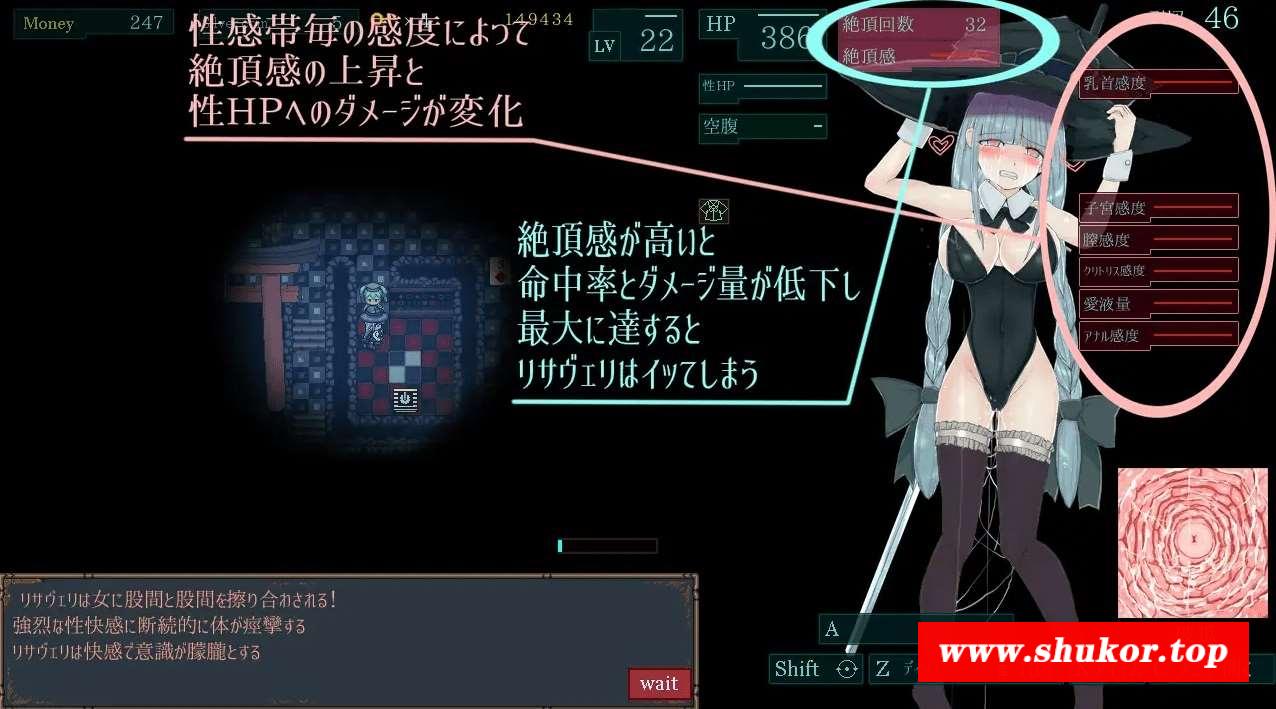 Money 247
5
149434
LV 22
HP 386
性HP
空腹
絶頂回数 32
絶頂感
46
性感帯毎の感度によって
絶頂感の上昇と
性HPへのダメージが変化
乳首感度
子宮感度
膣感度
クリトリス感度
愛液量
アナル感度
絶頂感が高いと
命中率とダメージ量が低下し
最大に達すると
リサヴェリはイッてしまう
リサヴェリは女に股間と股間を擦り合わされる!
強烈な性快感に断続的に体が痙攣する
リサヴェリは快感で意識が朦朧とする
wait
A
Shift
Z
www.shukor.top